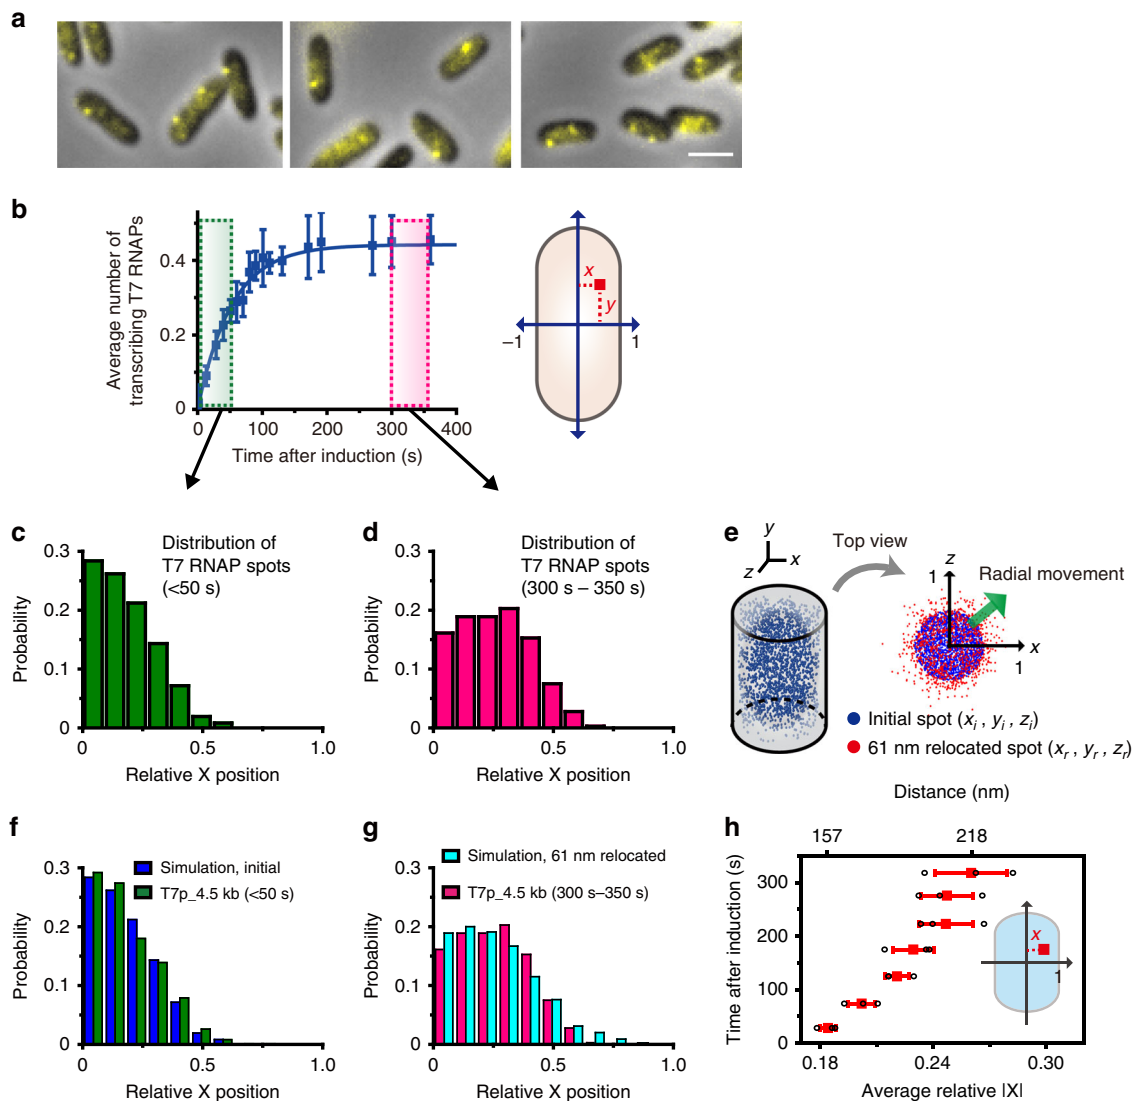 a
b
Average number of
transcribing T7 RNAPs
0.4
0.2
0
0 100 200 300 400
Time after induction (s)
x
y
−1 1
c
Distribution of
T7 RNAP spots
(<50 s)
Probability
0.3
0.2
0.1
0
0 0.5 1.0
Relative X position
d
Distribution of
T7 RNAP spots
(300 s – 350 s)
Probability
0.3
0.2
0.1
0
0 0.5 1.0
Relative X position
e
y
x
z
Top view
z
1
Radial movement
x
1
Initial spot (xi , yi , zi)
61 nm relocated spot (xr , yr , zr)
f
Simulation, initial
T7p_4.5 kb (<50 s)
Probability
0.3
0.2
0.1
0
0 0.5 1.0
Relative X position
g
Simulation, 61 nm relocated
T7p_4.5 kb (300 s–350 s)
Probability
0.3
0.2
0.1
0
0 0.5 1.0
Relative X position
h
Distance (nm)
157 218
Time after induction (s)
300
200
100
0
x
1
0.18 0.24 0.30
Average relative |X|